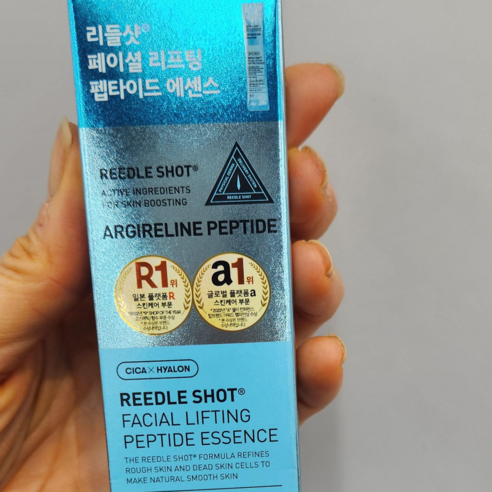 리들샷®
페이셜 리프팅
펩타이드 에센스
REEDLE SHOT®
ACTIVE INGREDIENTS
FOR SKIN BOOSTING
REEDLE SHOT
ARGIRELINE PEPTIDE
R1위
일본 플랫폼 R
스킨케어 부문
a1위
글로벌 플랫폼 a
스킨케어 부문
CICA X HYALON
REEDLE SHOT®
FACIAL LIFTING
PEPTIDE ESSENCE
THE REEDLE SHOT® FORMULA REFINES
ROUGH SKIN AND DEAD SKIN CELLS TO
MAKE NATURAL SMOOTH SKIN